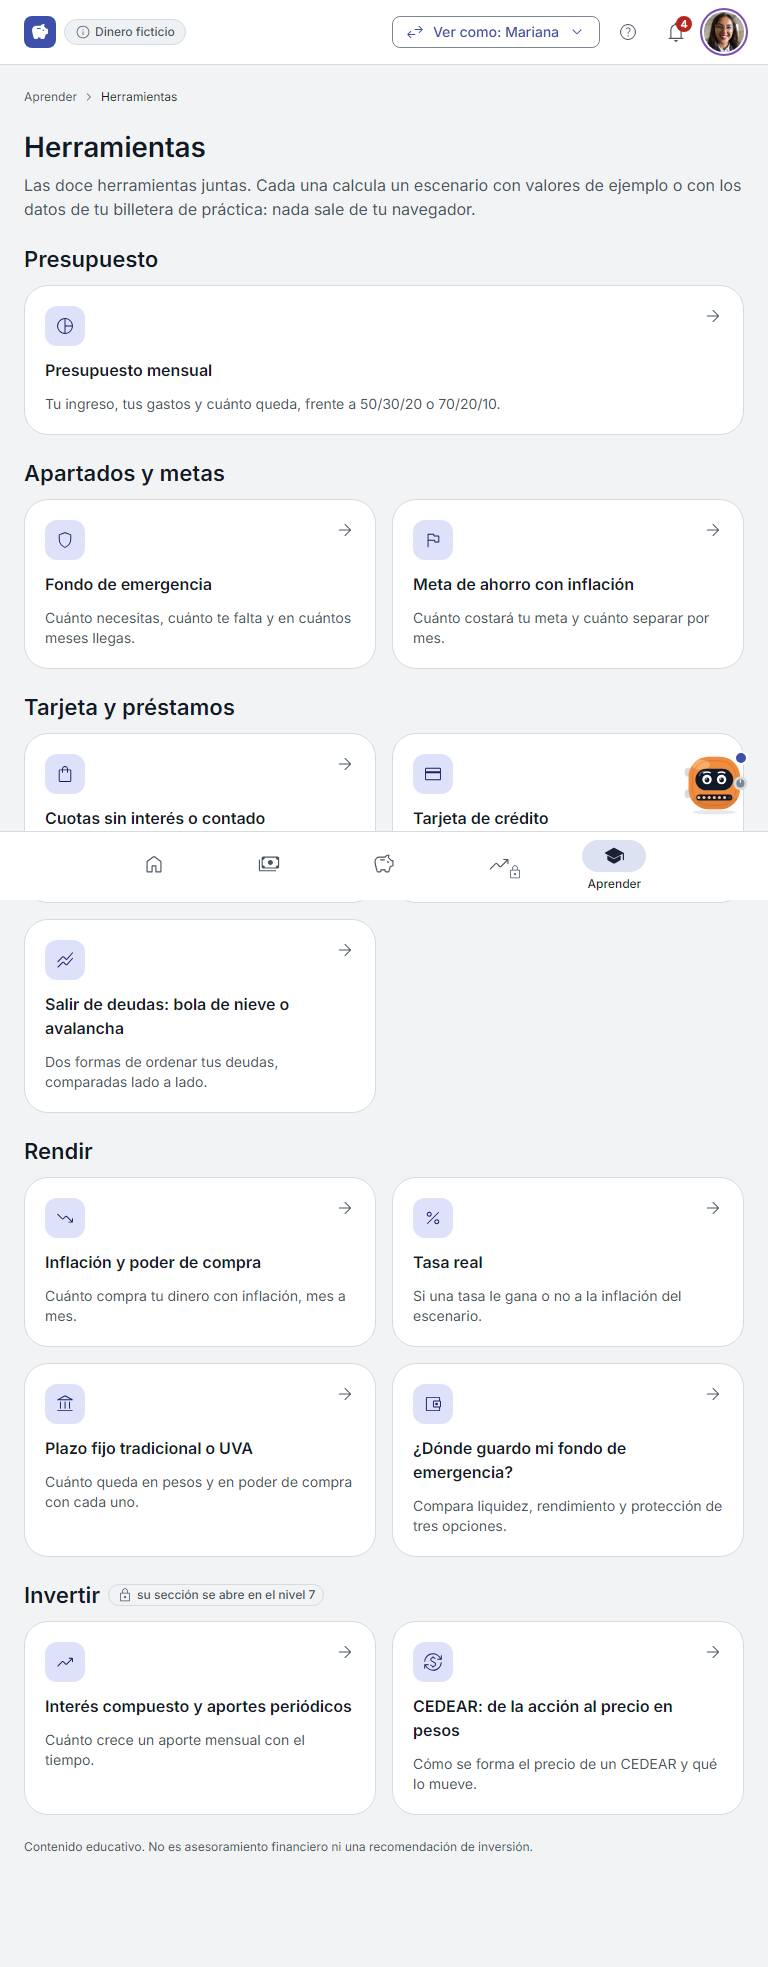 Dinero ficticio
Ver como: Mariana
4
Aprender
Herramientas
Herramientas
Las doce herramientas juntas. Cada una calcula un escenario con valores de ejemplo o con los
datos de tu billetera de práctica: nada sale de tu navegador.
Presupuesto
Presupuesto mensual
Tu ingreso, tus gastos y cuánto queda, frente a 50/30/20 o 70/20/10.
Apartados y metas
Fondo de emergencia
Cuánto necesitas, cuánto te falta y en cuántos
meses llegas.
Meta de ahorro con inflación
Cuánto costará tu meta y cuánto separar por
mes.
Tarjeta y préstamos
Cuotas sin interés o contado
Tarjeta de crédito
Aprender
Salir de deudas: bola de nieve o
avalancha
Dos formas de ordenar tus deudas,
comparadas lado a lado.
Rendir
Inflación y poder de compra
Cuánto compra tu dinero con inflación, mes a
mes.
Tasa real
Si una tasa le gana o no a la inflación del
escenario.
Plazo fijo tradicional o UVA
Cuánto queda en pesos y en poder de compra
con cada uno.
¿Dónde guardo mi fondo de
emergencia?
Compara liquidez, rendimiento y protección de
tres opciones.
Invertir
su sección se abre en el nivel 7
Interés compuesto y aportes periódicos
Cuánto crece un aporte mensual con el
tiempo.
CEDEAR: de la acción al precio en
pesos
Cómo se forma el precio de un CEDEAR y qué
lo mueve.
Contenido educativo. No es asesoramiento financiero ni una recomendación de inversión.